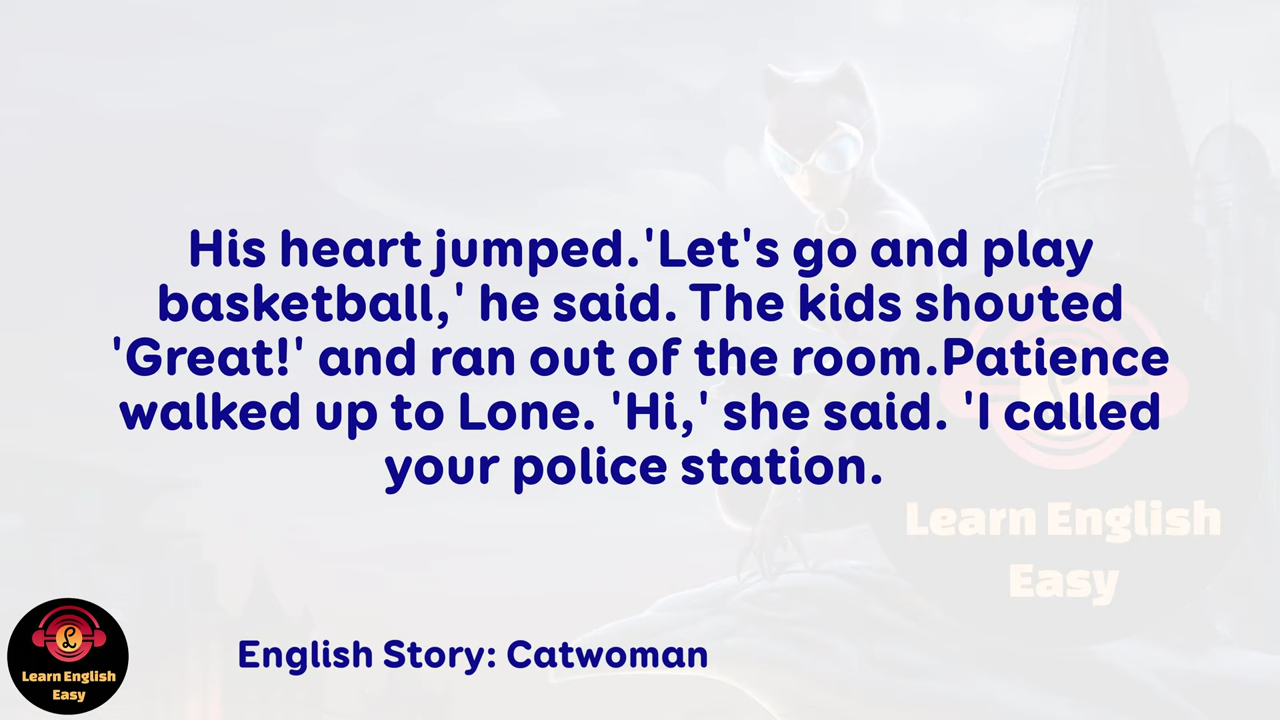 His heart jumped.'Let's go and play
basketball,' he said. The kids shouted
'Great!' and ran out of the room.Patience
walked up to Lone. 'Hi,' she said. 'I called
your police station.
Learn English
Easy
L
Learn English
Easy
English Story: Catwoman